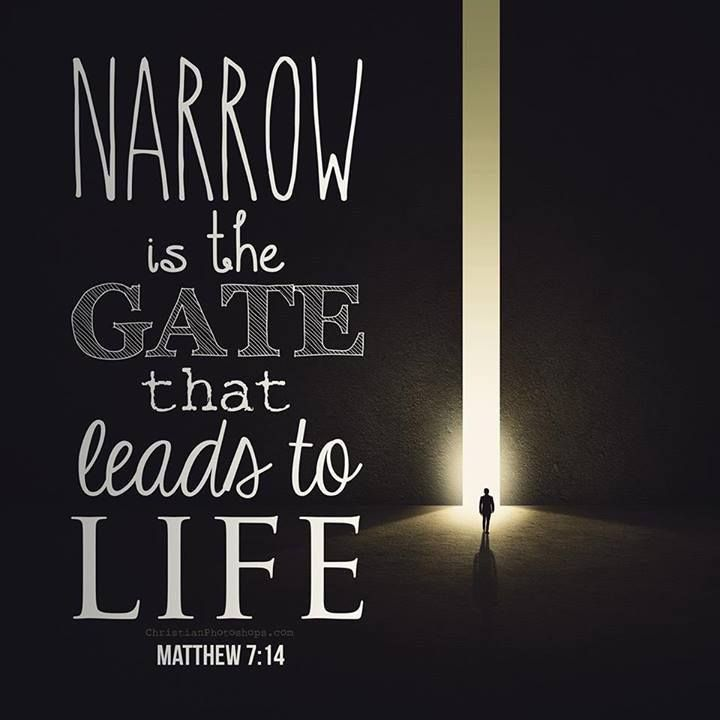 NARROW
is the
GATE
that
leads to
LIFE
ChristianPhotoshops.com
MATTHEW 7:14